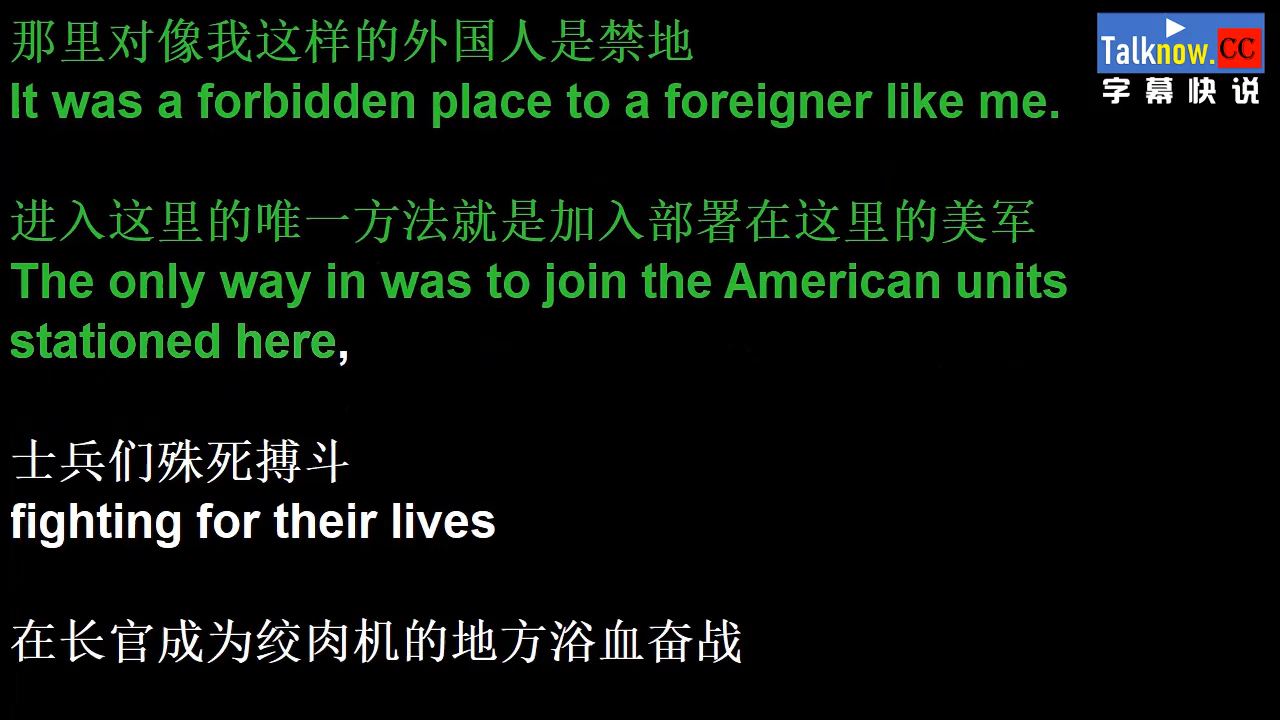 那里对像我这样的外国人是禁地
It was a forbidden place to a foreigner like me.
进入这里的唯一方法就是加入部署在这里的美军
The only way in was to join the American units
stationed here,
士兵们殊死搏斗
fighting for their lives
在长官成为绞肉机的地方浴血奋战
Talknow.CC
字幕快说